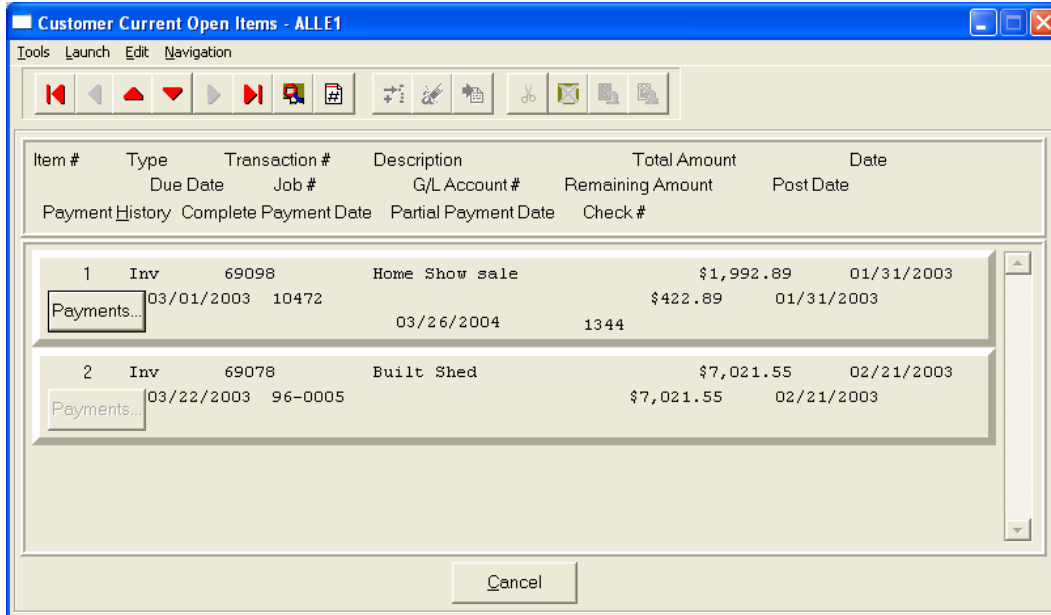 Customer Current Open Items - ALLE1
Tools Launch Edit Navigation
Item # Type Transaction # Description Total Amount Date
Due Date Job # G/L Account # Remaining Amount Post Date
Payment History Complete Payment Date Partial Payment Date Check #
1 Inv 69098 Home Show sale $1,992.89 01/31/2003
Payments... 03/01/2003 10472 $422.89 01/31/2003
03/26/2004 1344
2 Inv 69078 Built Shed $7,021.55 02/21/2003
Payments... 03/22/2003 96-0005 $7,021.55 02/21/2003
Cancel